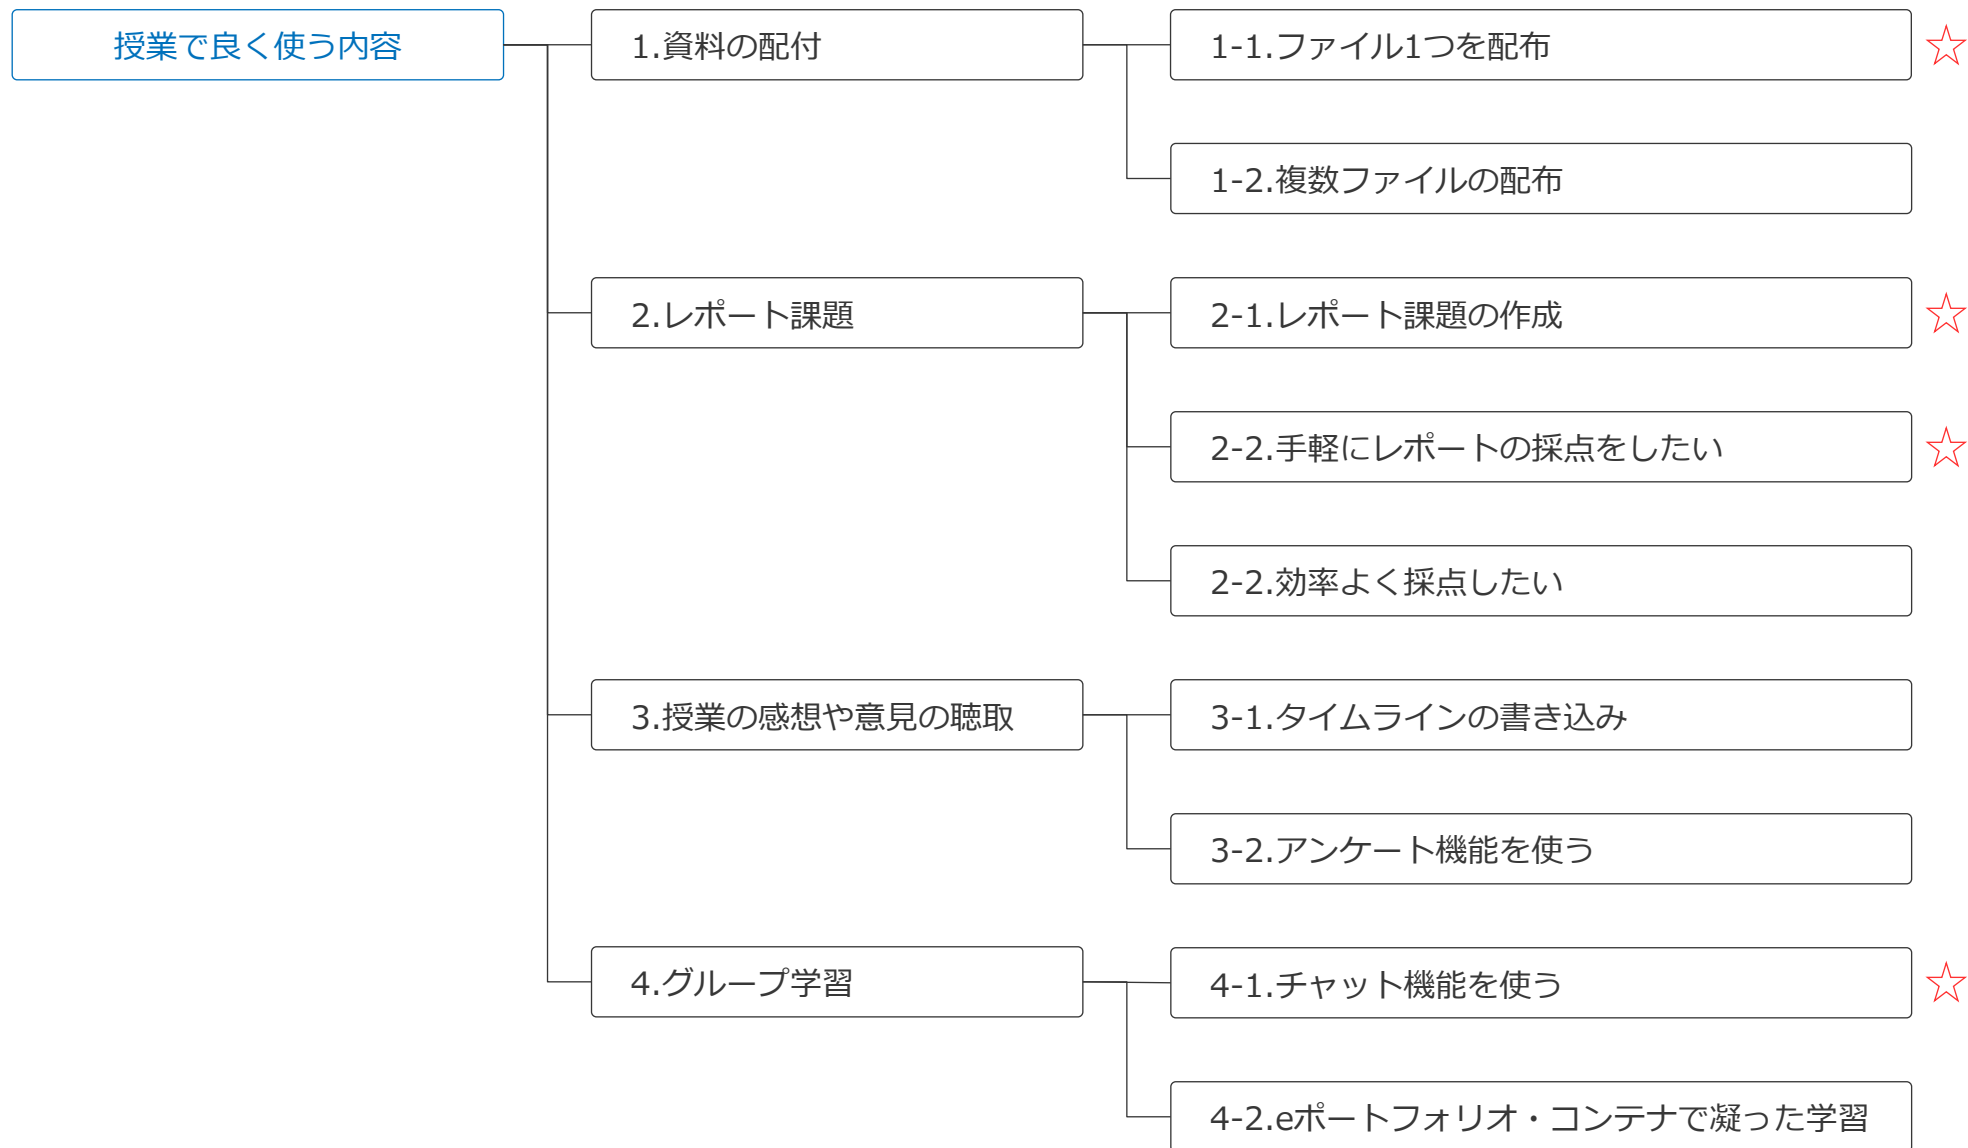 授業で良く使う内容
1.資料の配付
1-1.ファイル1つを配布
☆
1-2.複数ファイルの配布
2.レポート課題
2-1.レポート課題の作成
☆
2-2.手軽にレポートの採点をしたい
☆
2-2.効率よく採点したい
3.授業の感想や意見の聴取
3-1.タイムラインの書き込み
3-2.アンケート機能を使う
4.グループ学習
4-1.チャット機能を使う
☆
4-2.eポートフォリオ・コンテナで凝った学習